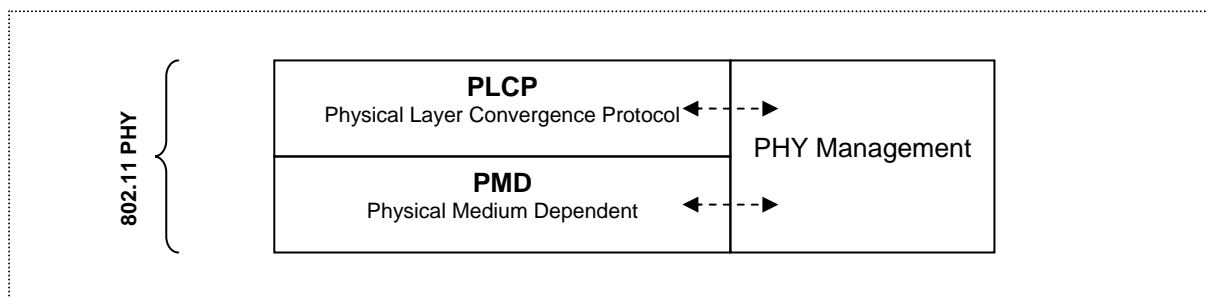 802.11 PHY
PLCP
Physical Layer Convergence Protocol
PMD
Physical Medium Dependent
PHY Management